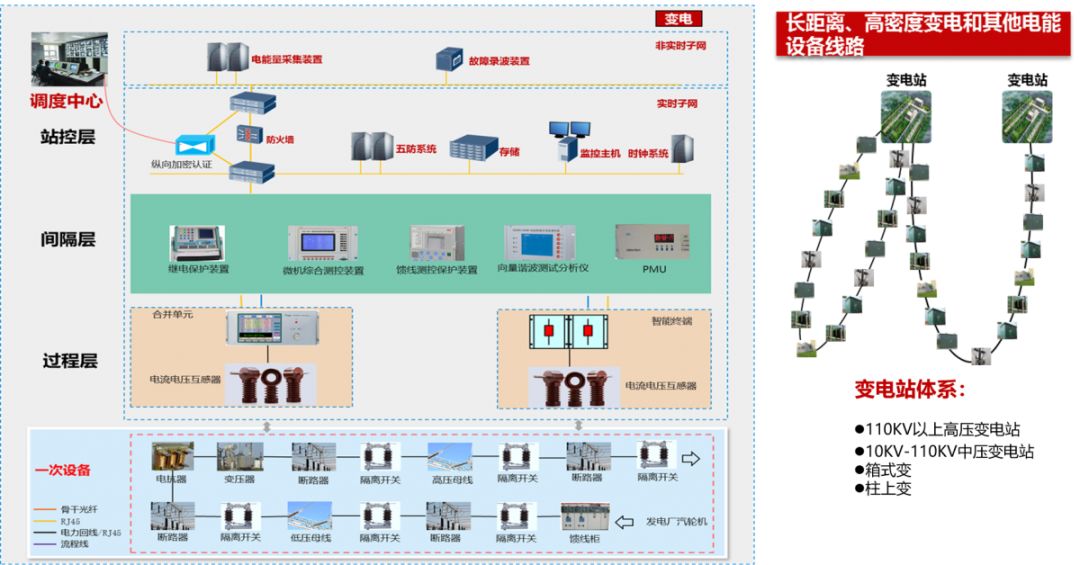 变电
长距离、高密度变电和其他电能
设备线路
非实时子网
电能量采集装置
故障录波装置
调度中心
实时子网
站控层
防火墙
纵向加密认证
五防系统
存储
监控主机
时钟系统
间隔层
继电保护装置
微机综合测控装置
馈线测控保护装置
向量谐波测试分析仪
PMU
过程层
合并单元
智能终端
电流电压互感器
电流电压互感器
一次设备
电抗器
变压器
断路器
隔离开关
高压母线
隔离开关
断路器
隔离开关
骨干光纤
RJ45
电力回线/RJ45
流程线
断路器
隔离开关
低压母线
隔离开关
断路器
隔离开关
馈线柜
发电厂汽轮机
变电站
变电站
变电站体系：
●110KV以上高压变电站
●10KV-110KV中压变电站
●箱式变
●柱上变